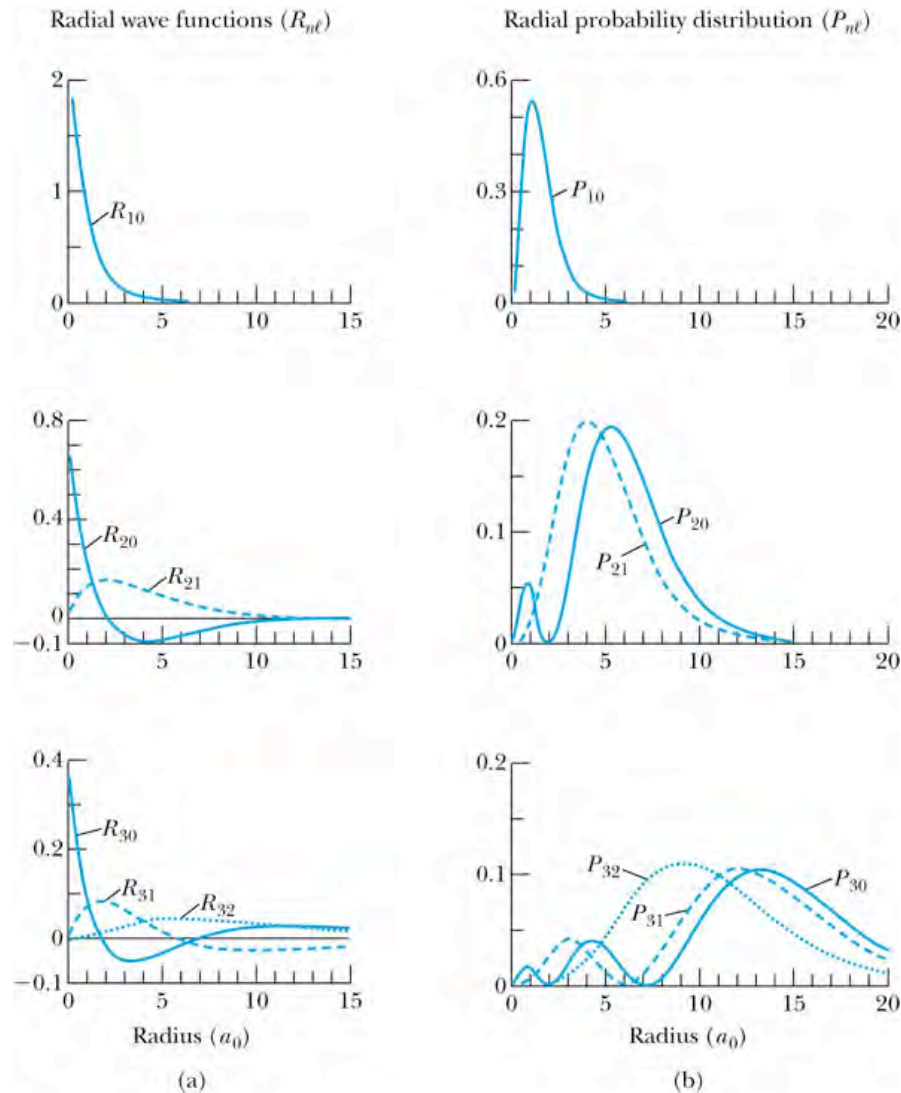 Radial wave functions (Rₙℓ)
Radial probability distribution (Pₙℓ)
2
1
0
R₁₀
0 5 10 15
0.6
0.3
0
P₁₀
0 5 10 15 20
0.8
0.4
0
−0.1
R₂₀
R₂₁
0 5 10 15
0.2
0.1
0
P₂₀
P₂₁
0 5 10 15 20
0.4
0.2
0
−0.1
R₃₀
R₃₁
R₃₂
0 5 10 15
Radius (a₀)
(a)
0.2
0.1
0
P₃₂
P₃₁
P₃₀
0 5 10 15 20
Radius (a₀)
(b)